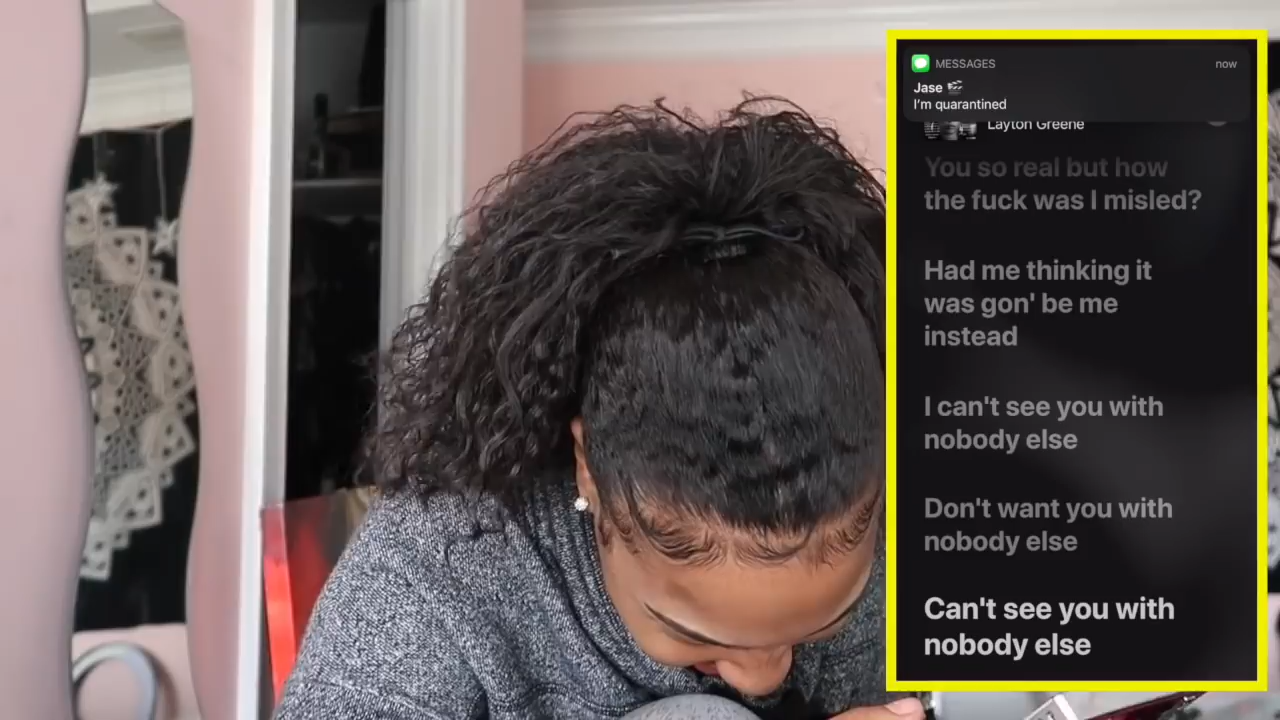 MESSAGES
now
Jase
I'm quarantined
Layton Greene
You so real but how
the fuck was I misled?
Had me thinking it
was gon' be me
instead
I can't see you with
nobody else
Don't want you with
nobody else
Can't see you with
nobody else